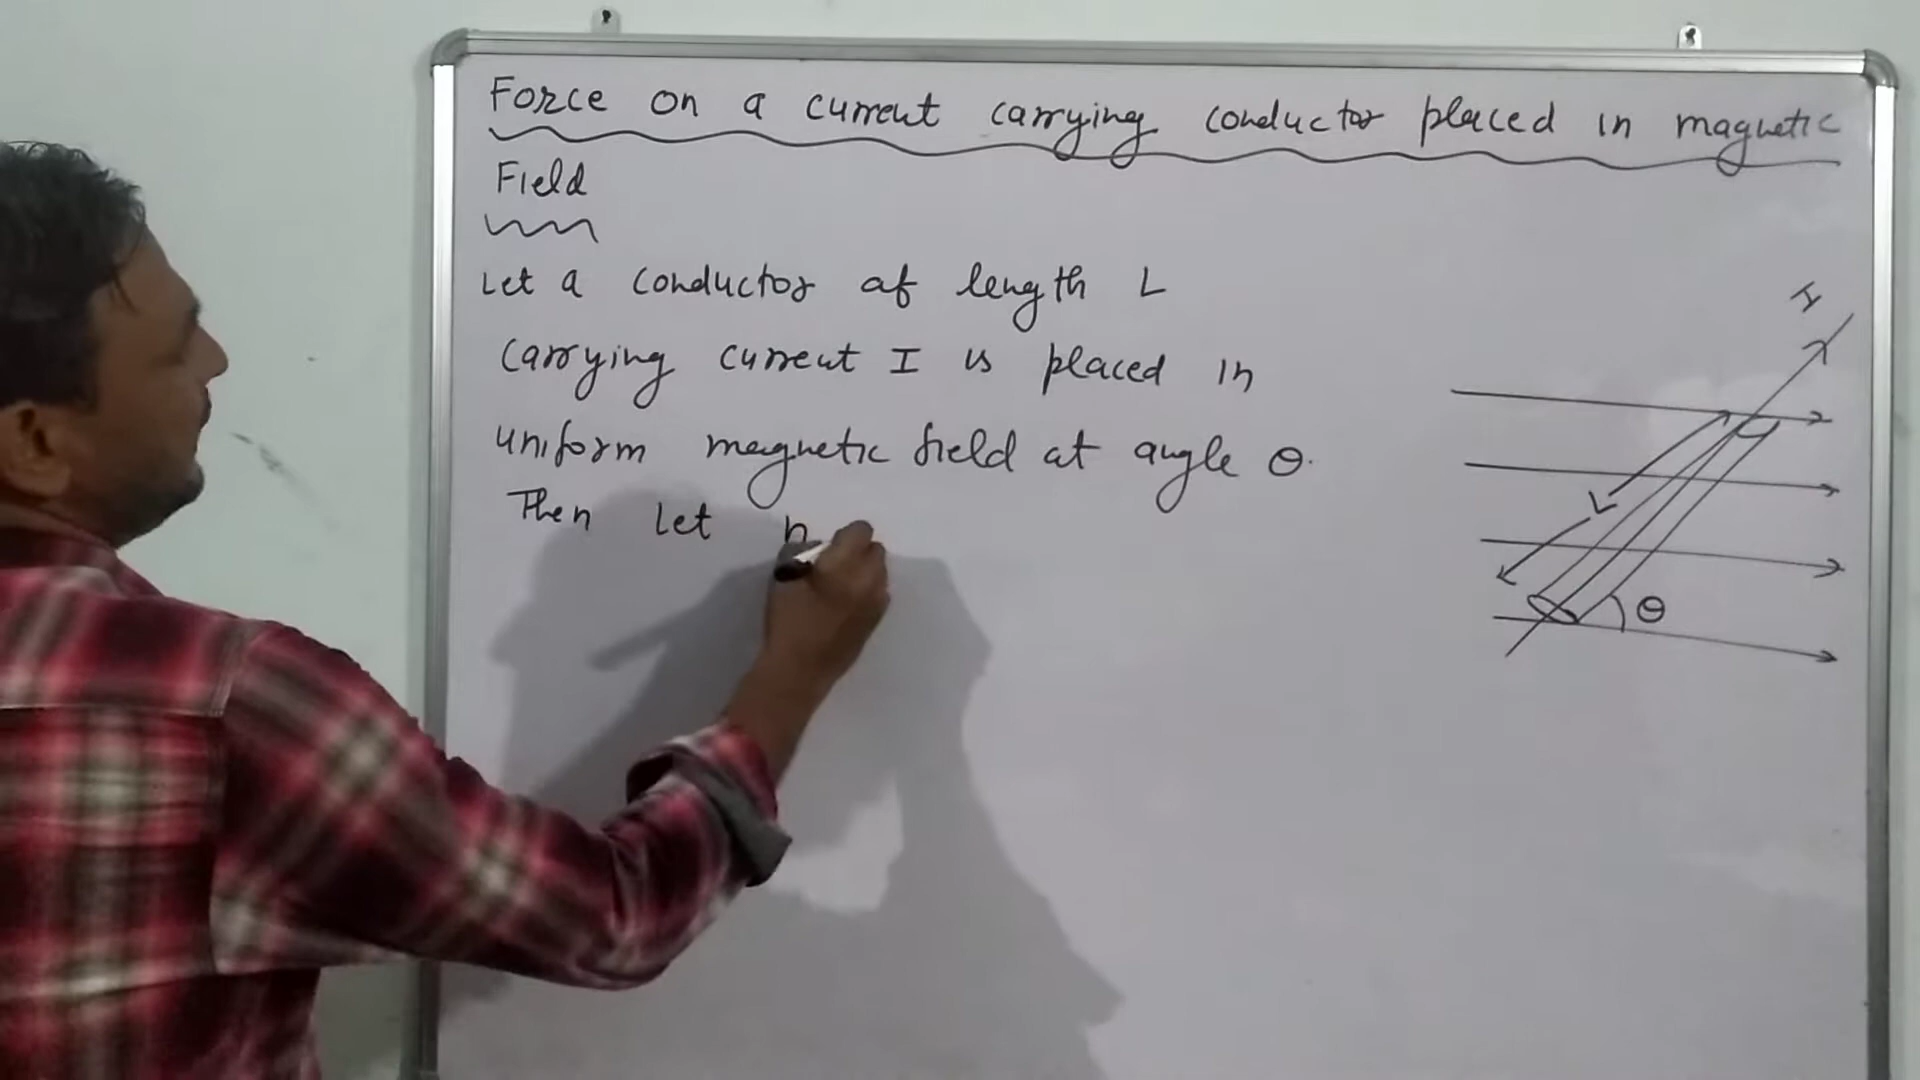 Force on a current carrying conductor placed in magnetic
Field
Let a conductor of length L
carrying current I is placed in
uniform magnetic field at angle θ.
Then Let n
I
L
θ